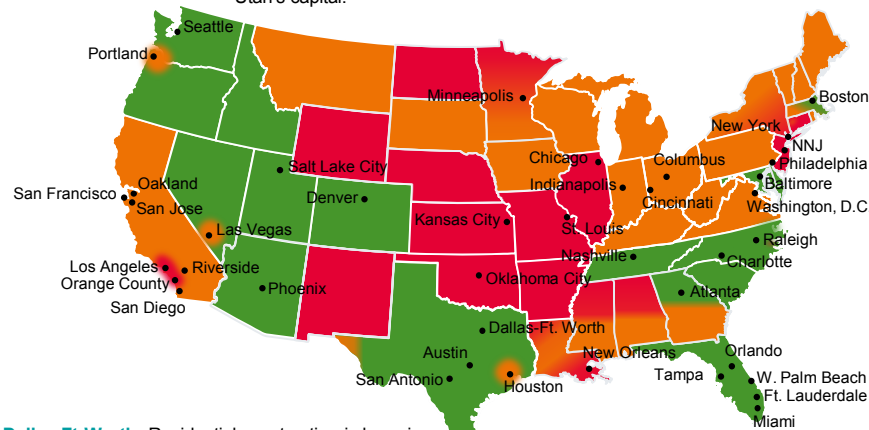 Utah's capital.
Seattle
Portland
Minneapolis
Boston
New York
NNJ
Philadelphia
Chicago
Columbus
Salt Lake City
Indianapolis
Baltimore
Oakland
San Francisco
San Jose
Denver
Cincinnati
Washington, D.C
Kansas City
St. Louis
Las Vegas
Raleigh
Nashville
Charlotte
Los Angeles
Riverside
Orange County
Oklahoma City
Phoenix
Atlanta
San Diego
Dallas-Ft. Worth
Austin
New Orleans
Orlando
San Antonio
Houston
Tampa
W. Palm Beach
Ft. Lauderdale
Miami